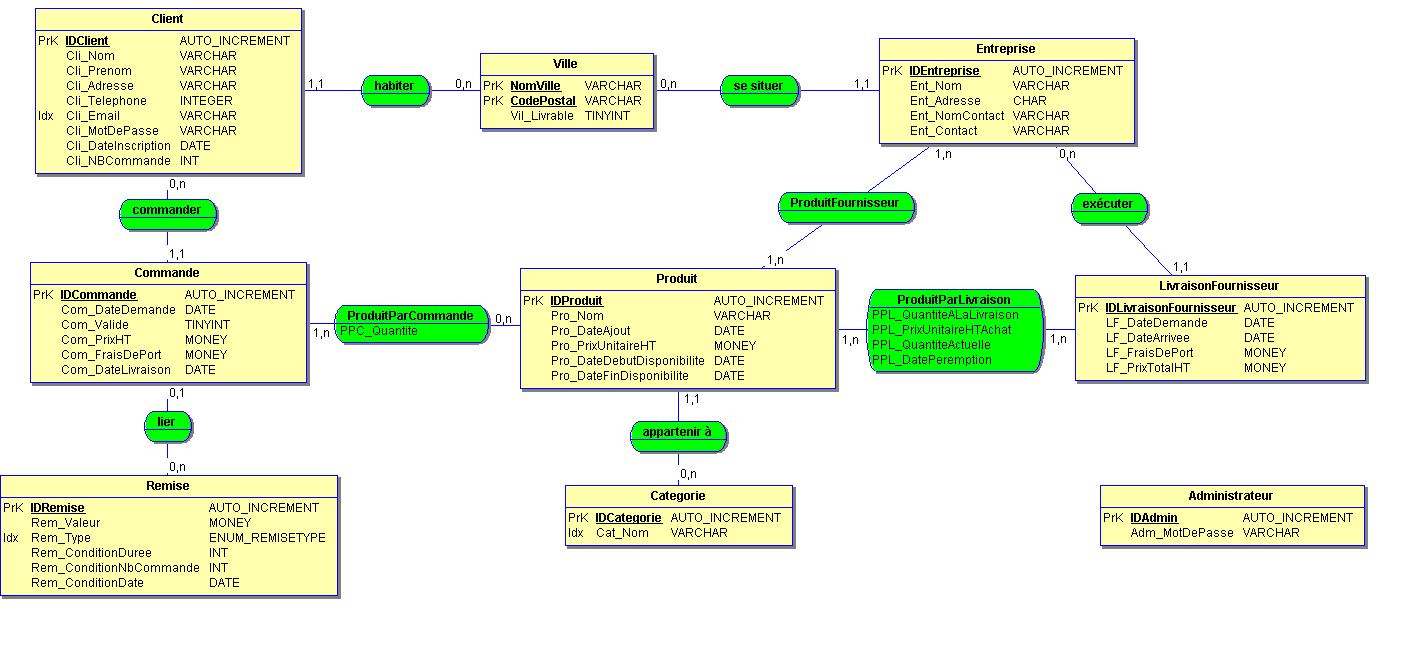 Client
PrK IDClient AUTO_INCREMENT
Cli_Nom VARCHAR
Cli_Prenom VARCHAR
Cli_Adresse VARCHAR
Cli_Telephone INTEGER
Idx Cli_Email VARCHAR
Cli_MotDePasse VARCHAR
Cli_DateInscription DATE
Cli_NBCommande INT
1,1
habiter
0,n
Ville
PrK NomVille VARCHAR
PrK CodePostal VARCHAR
Vil_Livrable TINYINT
0,n
se situer
1,1
Entreprise
PrK IDEntreprise AUTO_INCREMENT
Ent_Nom VARCHAR
Ent_Adresse CHAR
Ent_NomContact VARCHAR
Ent_Contact VARCHAR
0,n
commander
1,1
1,n
ProduitFournisseur
1,n
0,n
exécuter
1,1
Commande
PrK IDCommande AUTO_INCREMENT
Com_DateDemande DATE
Com_Valide TINYINT
Com_PrixHT MONEY
Com_FraisDePort MONEY
Com_DateLivraison DATE
1,n
ProduitParCommande
PPC_Quantite
0,n
Produit
PrK IDProduit AUTO_INCREMENT
Pro_Nom VARCHAR
Pro_DateAjout DATE
Pro_PrixUnitaireHT MONEY
Pro_DateDebutDisponibilite DATE
Pro_DateFinDisponibilite DATE
1,n
ProduitParLivraison
PPL_QuantiteALaLivraison
PPL_PrixUnitaireHTAchat
PPL_QuantiteActuelle
PPL_DatePeremption
1,n
LivraisonFournisseur
PrK IDLivraisonFournisseur AUTO_INCREMENT
LF_DateDemande DATE
LF_DateArrivee DATE
LF_FraisDePort MONEY
LF_PrixTotalHT MONEY
0,1
lier
0,n
1,1
appartenir à
0,n
Remise
PrK IDRemise AUTO_INCREMENT
Rem_Valeur MONEY
Idx Rem_Type ENUM_REMISETYPE
Rem_ConditionDuree INT
Rem_ConditionNbCommande INT
Rem_ConditionDate DATE
Categorie
PrK IDCategorie AUTO_INCREMENT
Idx Cat_Nom VARCHAR
Administrateur
PrK IDAdmin AUTO_INCREMENT
Adm_MotDePasse VARCHAR